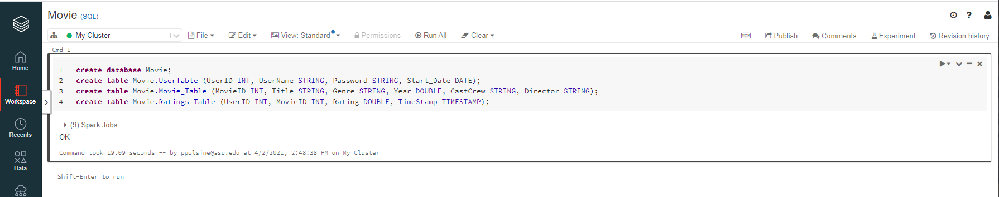 Movie (SQL)
My Cluster File Edit View: Standard Permissions Run All Clear Publish Comments Experiment Revision history
Home
Workspace
Recents
Data
Cmd 1
1 create database Movie;
2 create table Movie.UserTable (UserID INT, UserName STRING, Password STRING, Start_Date DATE);
3 create table Movie.Movie_Table (MovieID INT, Title STRING, Genre STRING, Year DOUBLE, CastCrew STRING, Director STRING);
4 create table Movie.Ratings_Table (UserID INT, MovieID INT, Rating DOUBLE, TimeStamp TIMESTAMP);
(9) Spark Jobs
OK
Command took 19.09 seconds -- by ppolsine@asu.edu at 4/2/2021, 2:48:38 PM on My Cluster
Shift+Enter to run